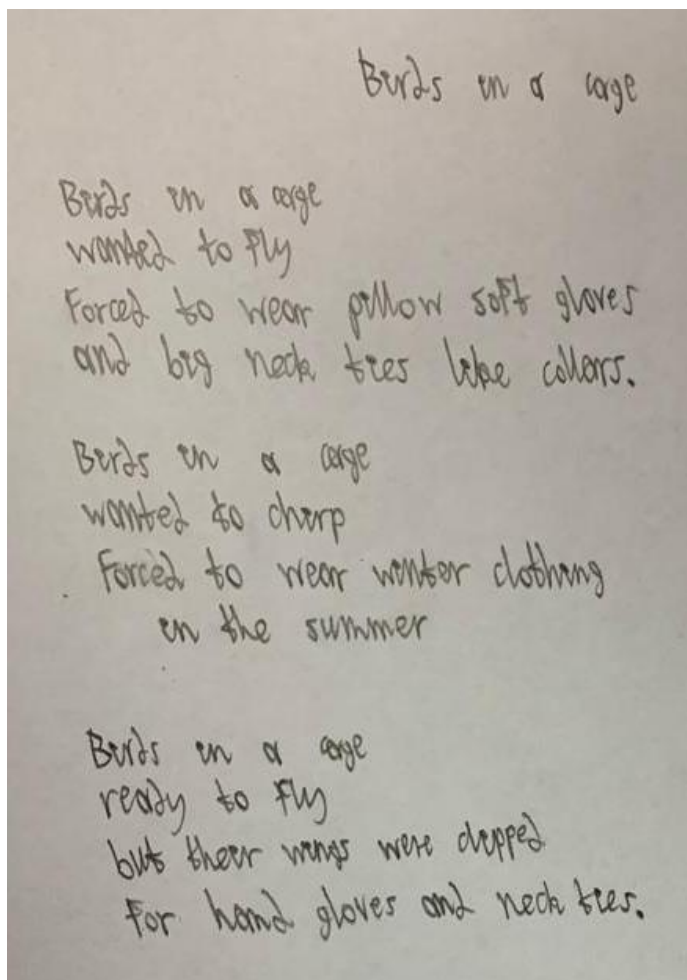 Birds in a cage
Birds in a cage
wanted to fly
Forced to wear pillow soft gloves
and big neck ties like collars.
Birds in a cage
wanted to chirp
Forced to wear winter clothing
in the summer
Birds in a cage
ready to fly
but their wings were clipped
for hand gloves and neck ties.